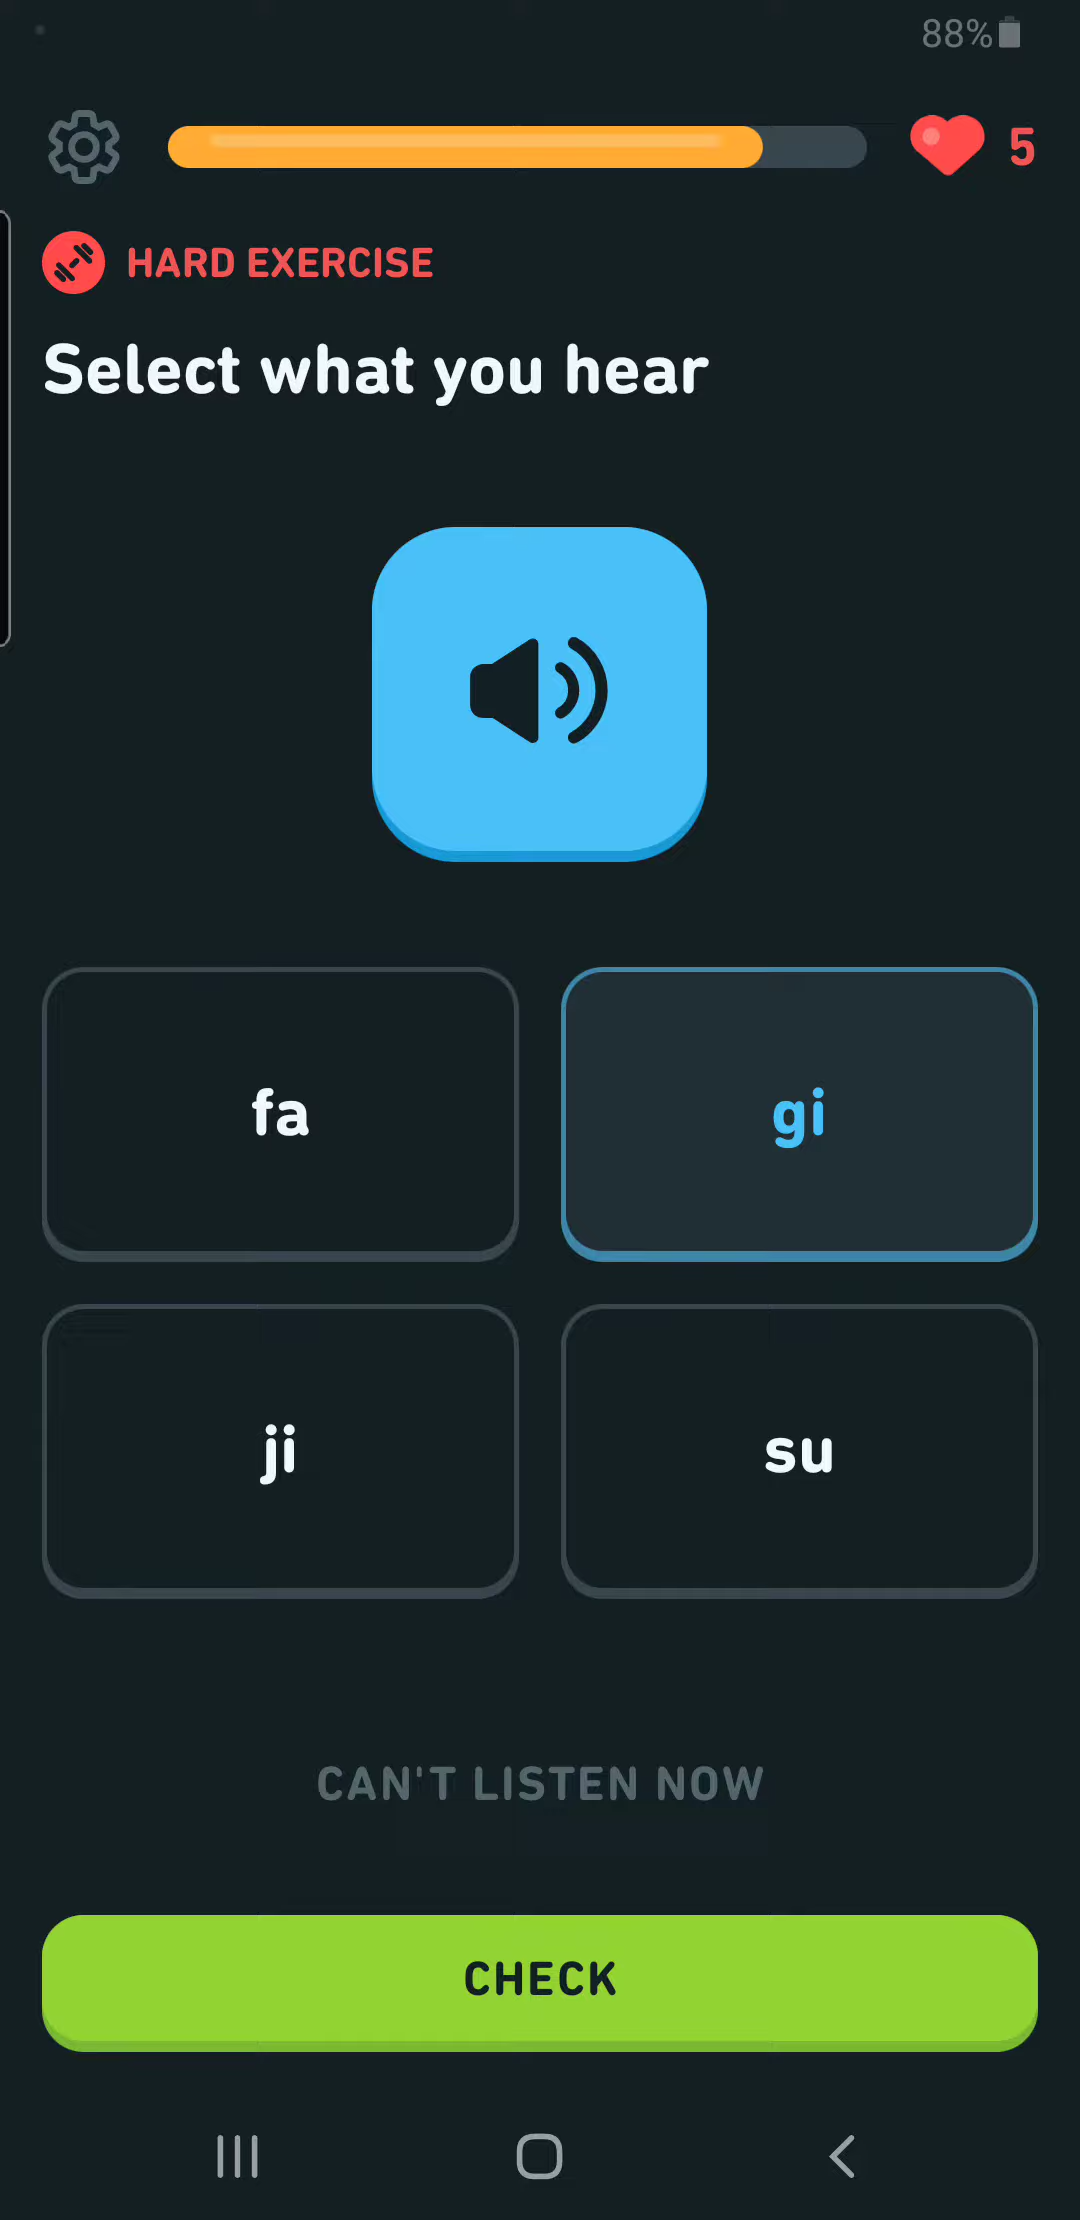 88%
5
HARD EXERCISE
Select what you hear
fa
gi
ji
su
CAN'T LISTEN NOW
CHECK